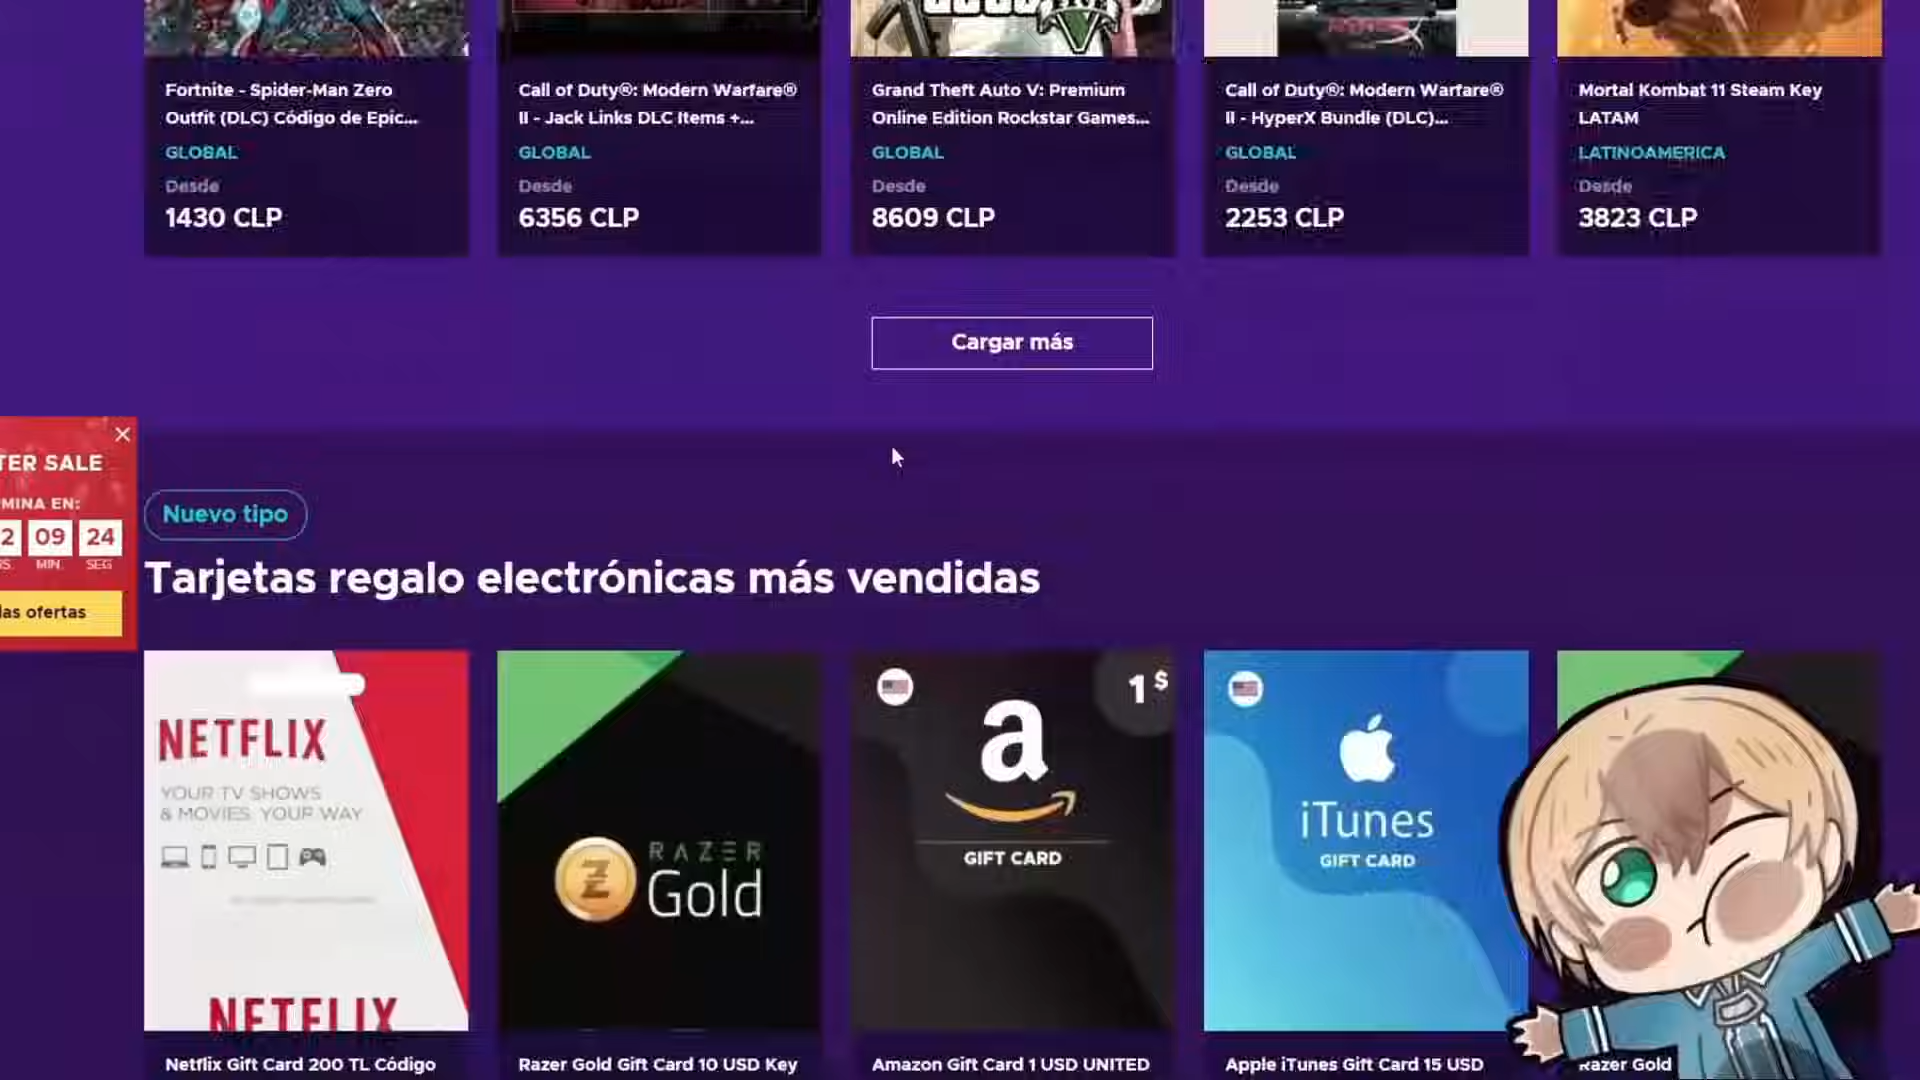 Fortnite - Spider-Man Zero
Outfit (DLC) Código de Epic...
GLOBAL
Desde
1430 CLP
Call of Duty®: Modern Warfare®
II - Jack Links DLC Items +...
GLOBAL
Desde
6356 CLP
Grand Theft Auto V: Premium
Online Edition Rockstar Games...
GLOBAL
Desde
8609 CLP
Call of Duty®: Modern Warfare®
II - HyperX Bundle (DLC)...
GLOBAL
Desde
2253 CLP
Mortal Kombat 11 Steam Key
LATAM
LATINOAMERICA
Desde
3823 CLP
Cargar más
TER SALE
MINA EN:
2 09 24
S. MIN. SEG
las ofertas
Nuevo tipo
Tarjetas regalo electrónicas más vendidas
NETFLIX
YOUR TV SHOWS
& MOVIES, YOUR WAY
NETFLIX
RAZER
Gold
1 $
a
GIFT CARD
iTunes
GIFT CARD
Netflix Gift Card 200 TL Código
Razer Gold Gift Card 10 USD Key
Amazon Gift Card 1 USD UNITED
Apple iTunes Gift Card 15 USD
Razer Gold